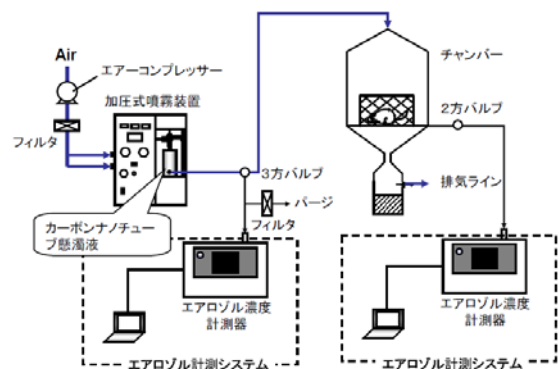 Air
エアーコンプレッサー
加圧式噴霧装置
フィルタ
カーボンナノチュー
ブ懸濁液
3方バルブ
パージ
フィルタ
エアロゾル濃度
計測器
エアロゾル計測システム
チャンバー
2方バルブ
排気ライン
エアロゾル濃度
計測器
エアロゾル計測システム